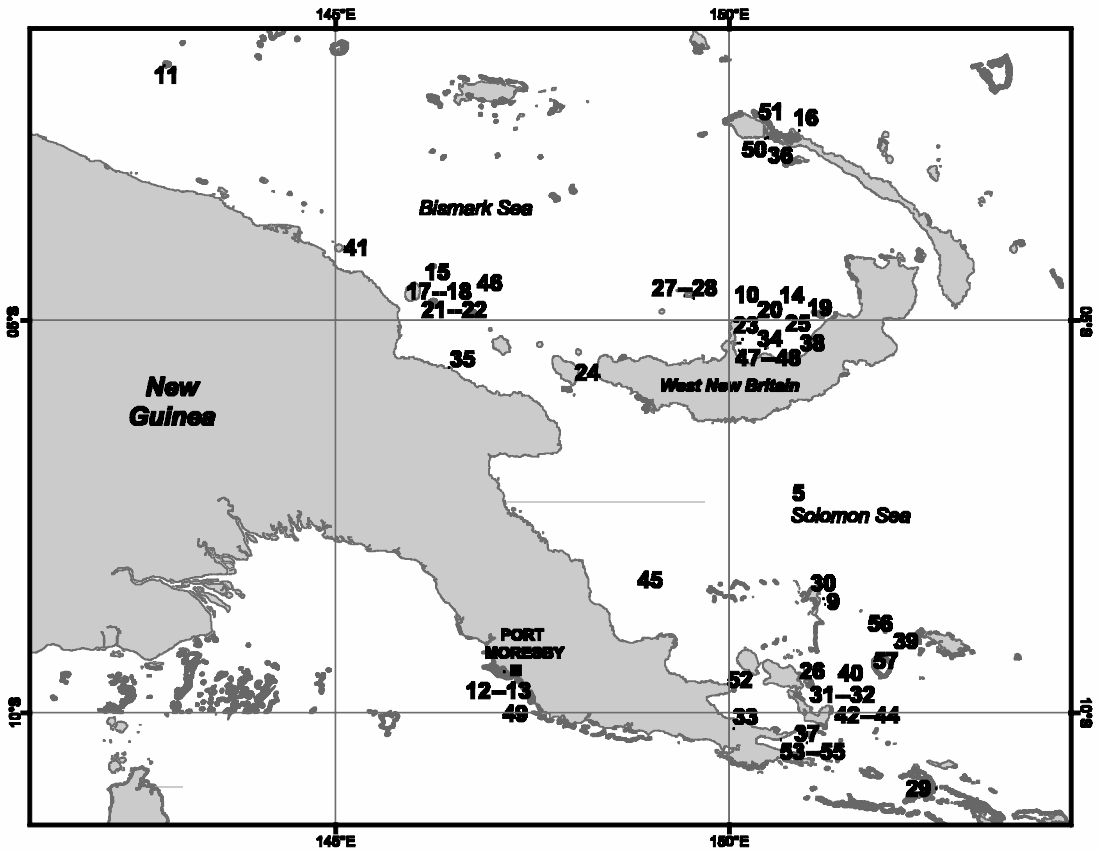 145°E 150°E
11
51 16
50 36
Bismark Sea
41
15
17--18 46
21--22
27--28
10 14
20 19
23 25
34 38
47--48
05°S 05°S
35
24
West New Britain
New
Guinea
5
Solomon Sea
45
30
9
56
39
57
PORT
MORESBY
12--13
49
52
26 40
31--32
33 42--44
37
53--55
10°S 10°S
29
145°E 150°E